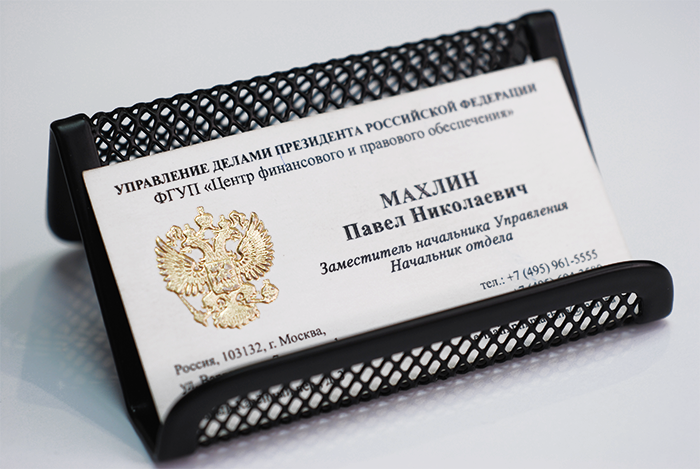 УПРАВЛЕНИЕ ДЕЛАМИ ПРЕЗИДЕНТА РОССИЙСКОЙ ФЕДЕРАЦИИ
ФГУП «Центр финансового и правового обеспечения»
МАХЛИН
Павел Николаевич
Заместитель начальника Управления
Начальник отдела
тел.: +7 (495) 961-5555
Россия, 103132, г. Москва,
ул.